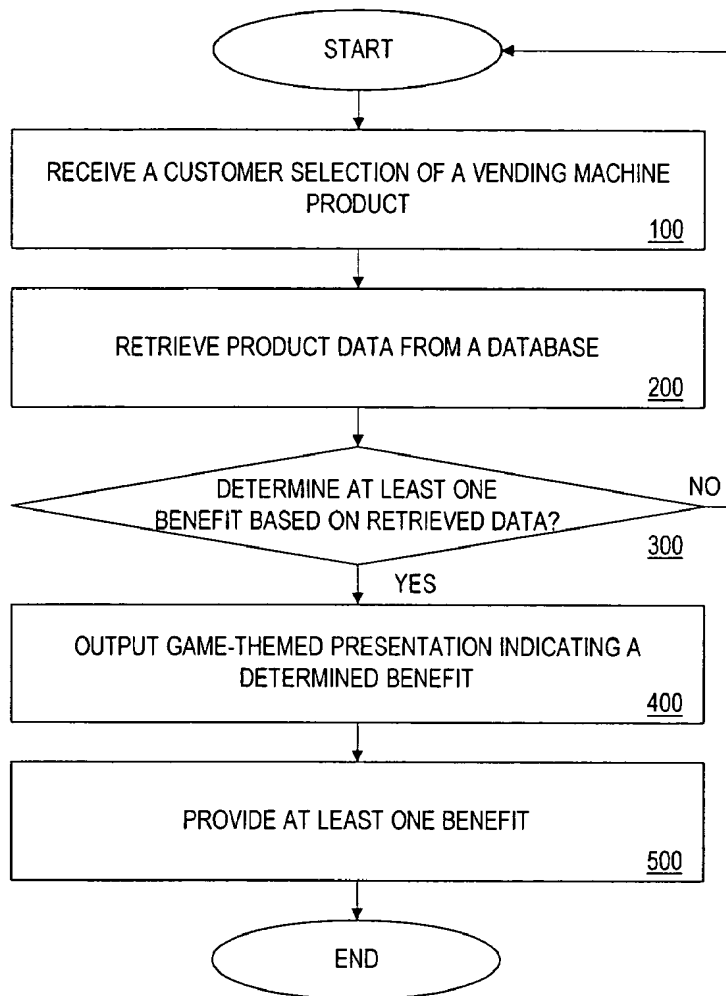 START
RECEIVE A CUSTOMER SELECTION OF A VENDING MACHINE
PRODUCT
100
RETRIEVE PRODUCT DATA FROM A DATABASE
200
DETERMINE AT LEAST ONE
BENEFIT BASED ON RETRIEVED DATA?
NO
300
YES
OUTPUT GAME-THEMED PRESENTATION INDICATING A
DETERMINED BENEFIT
400
PROVIDE AT LEAST ONE BENEFIT
500
END